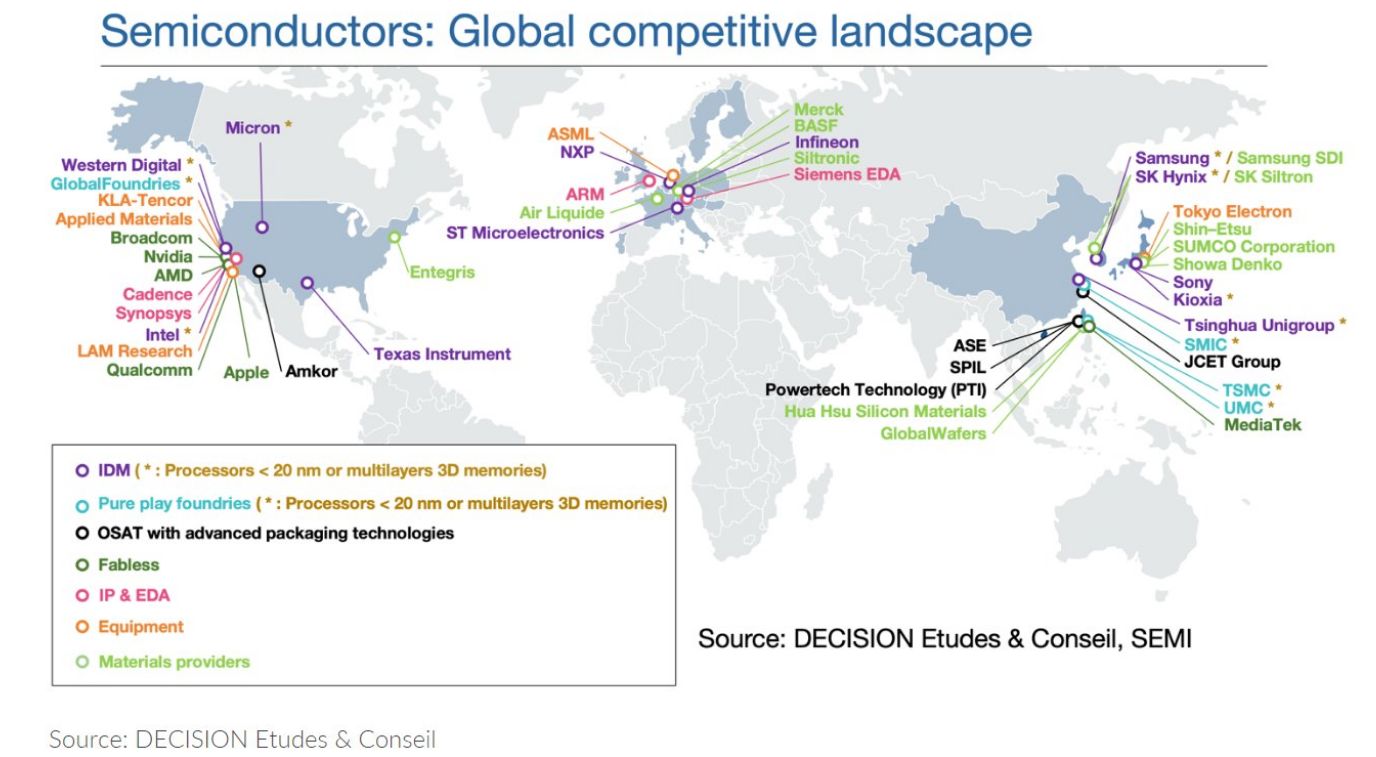 Semiconductors: Global competitive landscape
Micron *
Western Digital *
GlobalFoundries *
KLA-Tencor
Applied Materials
Broadcom
Nvidia
AMD
Cadence
Synopsys
Intel *
LAM Research
Qualcomm
Apple
Amkor
Texas Instrument
Entegris
ASML
NXP
ARM
Air Liquide
ST Microelectronics
Merck
BASF
Infineon
Siltronic
Siemens EDA
Samsung * / Samsung SDI
SK Hynix * / SK Siltron
Tokyo Electron
Shin–Etsu
SUMCO Corporation
Showa Denko
Sony
Kioxia *
Tsinghua Unigroup *
SMIC *
JCET Group
ASE
SPIL
Powertech Technology (PTI)
Hua Hsu Silicon Materials
GlobalWafers
TSMC *
UMC *
MediaTek
IDM ( * : Processors < 20 nm or multilayers 3D memories)
Pure play foundries ( * : Processors < 20 nm or multilayers 3D memories)
OSAT with advanced packaging technologies
Fabless
IP & EDA
Equipment
Materials providers
Source: DECISION Etudes & Conseil, SEMI
Source: DECISION Etudes & Conseil